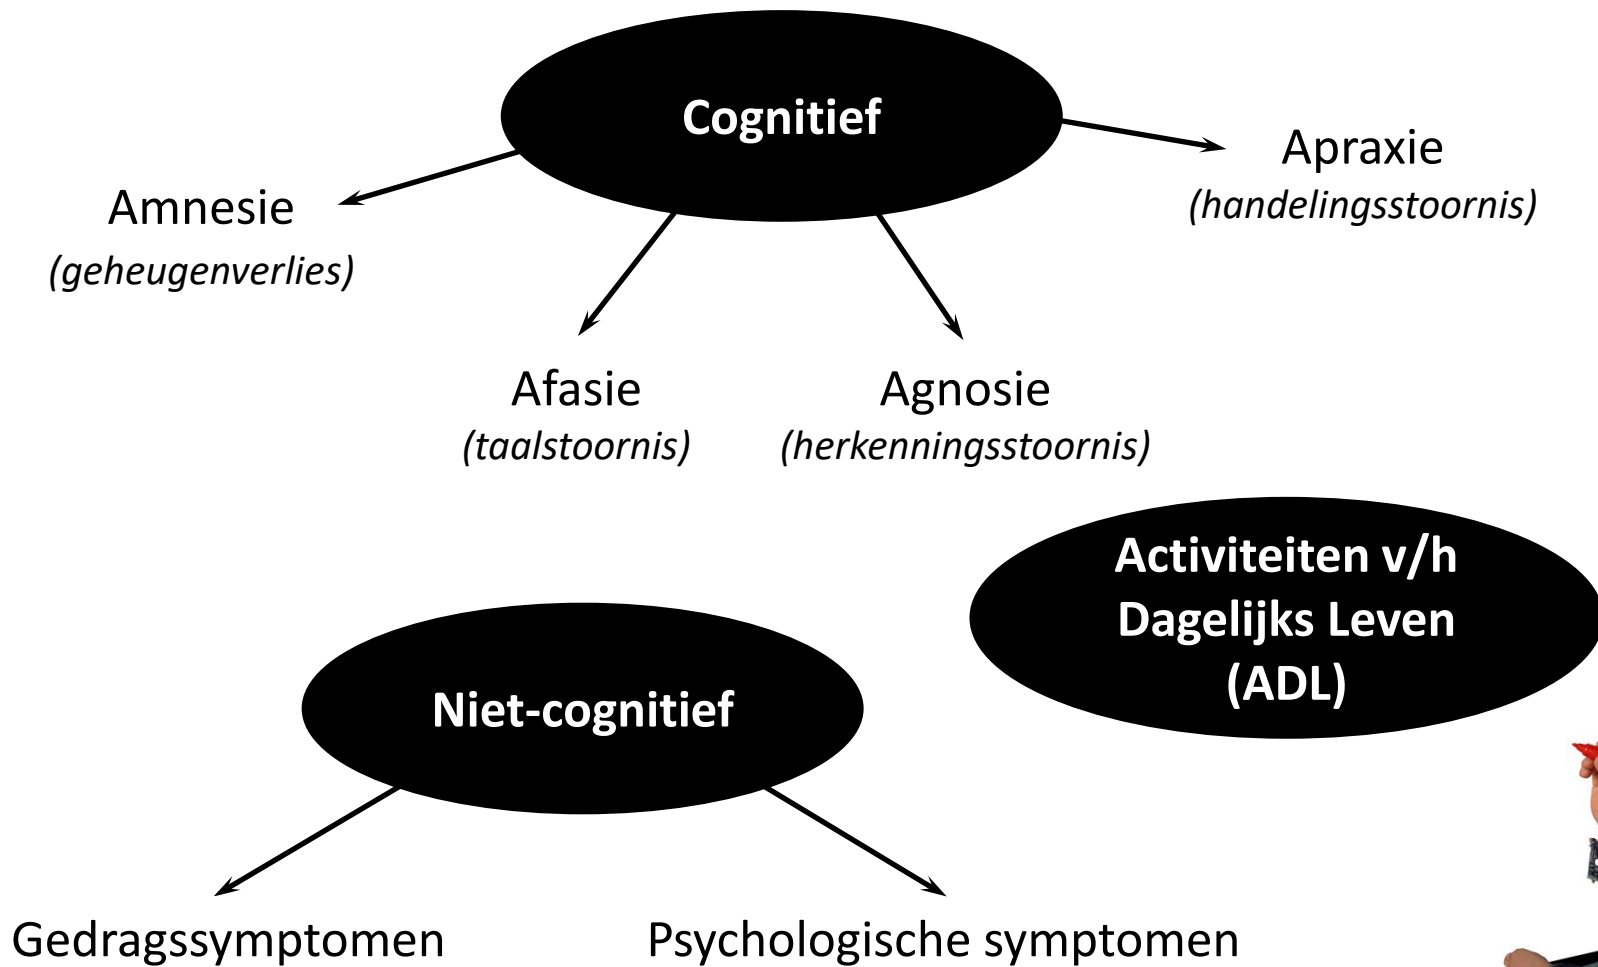 Cognitief
Apraxie
(handelingsstoornis)
Amnesie
(geheugenverlies)
Afasie
(taalstoornis)
Agnosie
(herkenningsstoornis)
Activiteiten v/h
Dagelijks Leven
(ADL)
Niet-cognitief
Gedragssymptomen
Psychologische symptomen